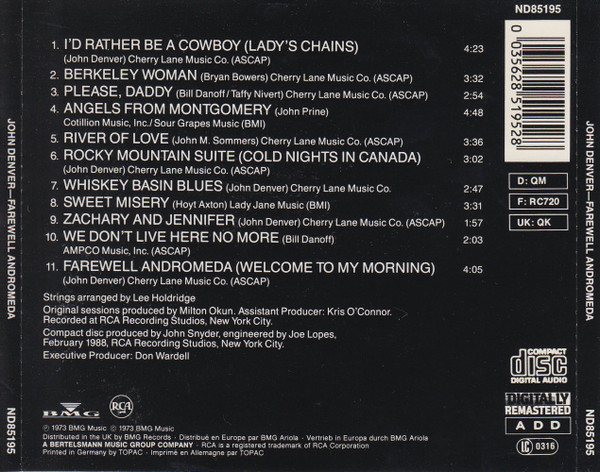 ND85195
0 035628 519528
1. I'D RATHER BE A COWBOY (LADY'S CHAINS) 4:23
(John Denver) Cherry Lane Music Co. (ASCAP)
2. BERKELEY WOMAN (Bryan Bowers) Cherry Lane Music Co. (ASCAP) 3:32
3. PLEASE, DADDY (Bill Danoff/Taffy Nivert) Cherry Lane Music Co. (ASCAP) 2:54
4. ANGELS FROM MONTGOMERY (John Prine) 4:48
Cotillion Music, Inc./Sour Grapes Music (BMI)
5. RIVER OF LOVE (John M. Sommers) Cherry Lane Music Co. (ASCAP) 3:36
6. ROCKY MOUNTAIN SUITE (COLD NIGHTS IN CANADA) 3:02
(John Denver) Cherry Lane Music Co. (ASCAP)
7. WHISKEY BASIN BLUES (John Denver) Cherry Lane Music Co. 2:47
8. SWEET MISERY (Hoyt Axton) Lady Jane Music (BMI) 3:31
9. ZACHARY AND JENNIFER (John Denver) Cherry Lane Music Co. (ASCAP) 1:57
10. WE DON'T LIVE HERE NO MORE (Bill Danoff) 2:03
AMPCO Music, Inc. (ASCAP)
11. FAREWELL ANDROMEDA (WELCOME TO MY MORNING) 4:05
(John Denver) Cherry Lane Music Co. (ASCAP)
Strings arranged by Lee Holdridge
Original sessions produced by Milton Okun. Assistant Producer: Kris O'Connor.
Recorded at RCA Recording Studios, New York City.
Compact disc produced by John Snyder, engineered by Joe Lopes,
February 1988, RCA Recording Studios, New York City.
Executive Producer: Don Wardell
D: QM
F: RC720
UK: QK
COMPACT
disc
DIGITAL AUDIO
DIGITALLY
REMASTERED
A D D
LC 0316
BMG RCA
℗ 1973 BMG Music © 1973 BMG Music
Distributed in the UK by BMG Records · Distribué en Europe par BMG Ariola · Vertrieb in Europa durch BMG Ariola
A BERTELSMANN MUSIC GROUP COMPANY · RCA is a registered trademark of RCA Corporation
Printed in Germany by TOPAC · Imprimé en Allemagne par TOPAC
JOHN DENVER—FAREWELL ANDROMEDA
ND85195
JOHN DENVER—FAREWELL ANDROMEDA
ND85195